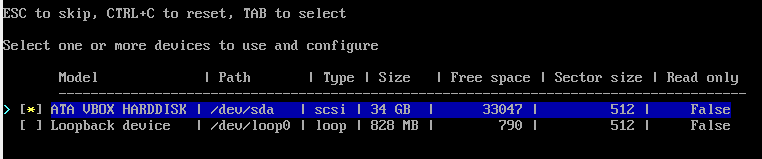 ESC to skip, CTRL+C to reset, TAB to select
Select one or more devices to use and configure
Model | Path | Type | Size | Free space | Sector size | Read only
> [*] ATA VBOX HARDDISK | /dev/sda | scsi | 34 GB | 33047 | 512 | False
[ ] Loopback device | /dev/loop0 | loop | 828 MB | 790 | 512 | False